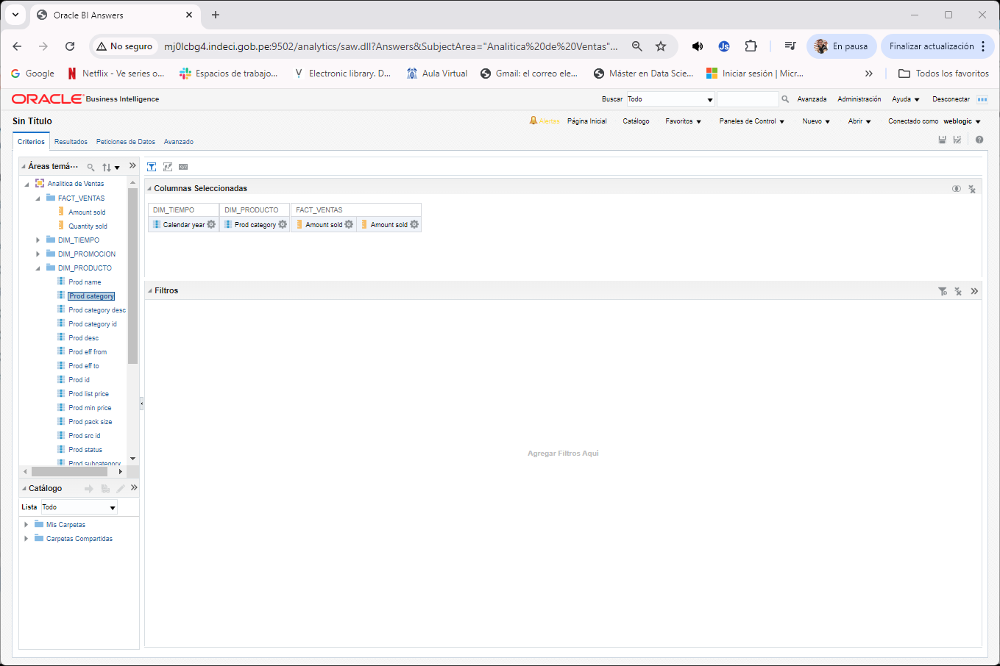 Oracle BI Answers
No seguro
mj0lcbg4.indeci.gob.pe:9502/analytics/saw.dll?Answers&SubjectArea="Analitica%20de%20Ventas"...
JS
En pausa
Finalizar actualización
Google
Netflix - Ve series o...
Espacios de trabajo...
Electronic library. D...
Aula Virtual
Gmail: el correo ele...
Máster en Data Scie...
Iniciar sesión | Micr...
Todos los favoritos
ORACLE Business Intelligence
Buscar
Todo
Avanzada
Administración
Ayuda
Desconectar
Sin Título
Alertas
Página Inicial
Catálogo
Favoritos
Paneles de Control
Nuevo
Abrir
Conectado como weblogic
Criterios
Resultados
Peticiones de Datos
Avanzado
Áreas temá···
Analitica de Ventas
FACT_VENTAS
Amount sold
Quantity sold
DIM_TIEMPO
DIM_PROMOCION
DIM_PRODUCTO
Prod name
Prod category
Prod category desc
Prod category id
Prod desc
Prod eff from
Prod eff to
Prod id
Prod list price
Prod min price
Prod pack size
Prod src id
Prod status
Prod subcategory
Catálogo
Lista
Todo
Mis Carpetas
Carpetas Compartidas
xyz
Columnas Seleccionadas
DIM_TIEMPO
DIM_PRODUCTO
FACT_VENTAS
Calendar year
Prod category
Amount sold
Amount sold
Filtros
Agregar Filtros Aquí